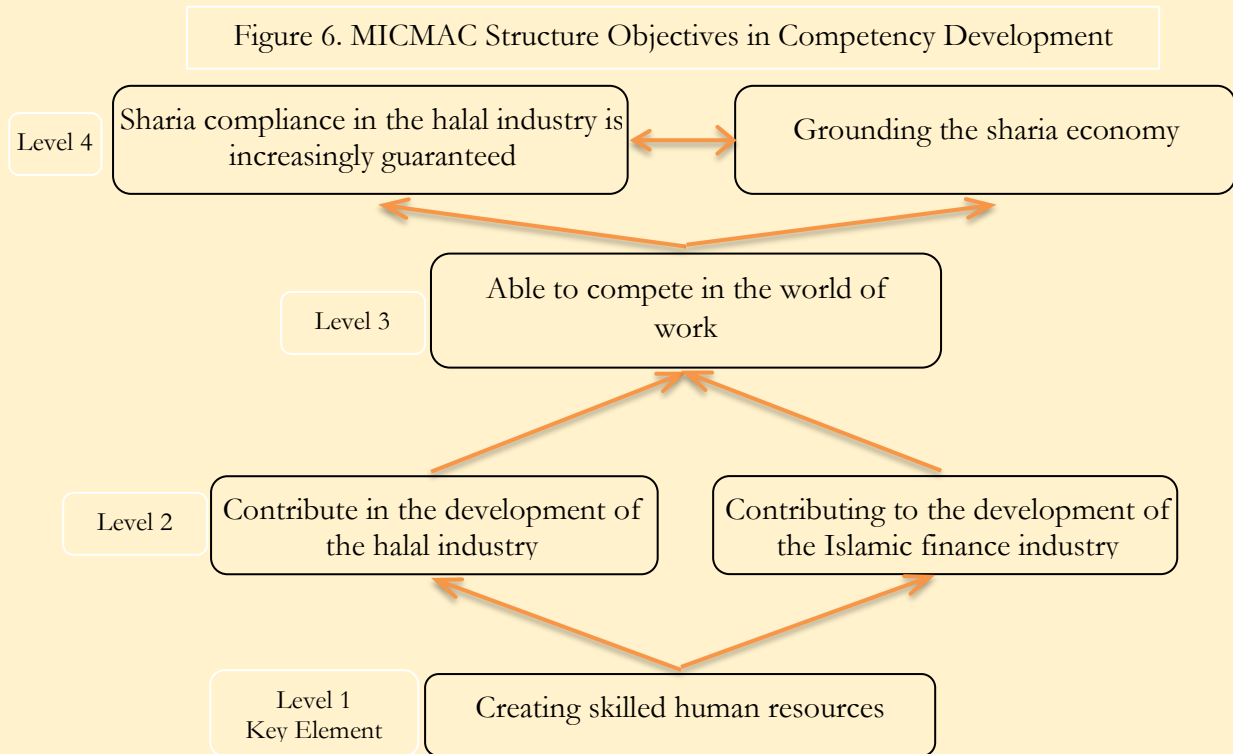 Figure 6. MICMAC Structure Objectives in Competency Development
Level 4
Sharia compliance in the halal industry is
increasingly guaranteed
Grounding the sharia economy
Level 3
Able to compete in the world of
work
Level 2
Contribute in the development of
the halal industry
Contributing to the development of
the Islamic finance industry
Level 1
Key Element
Creating skilled human resources